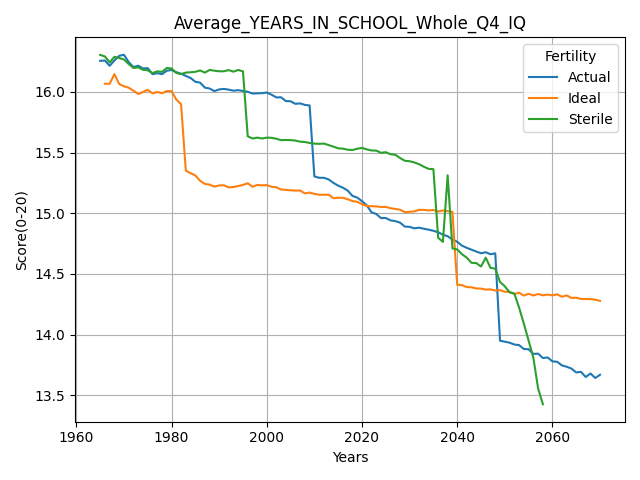 Average_YEARS_IN_SCHOOL_Whole_Q4_IQ
Fertility
Actual
Ideal
Sterile
Score(0-20)
16.0
15.5
15.0
14.5
14.0
13.5
1960
1980
2000
2020
2040
2060
Years